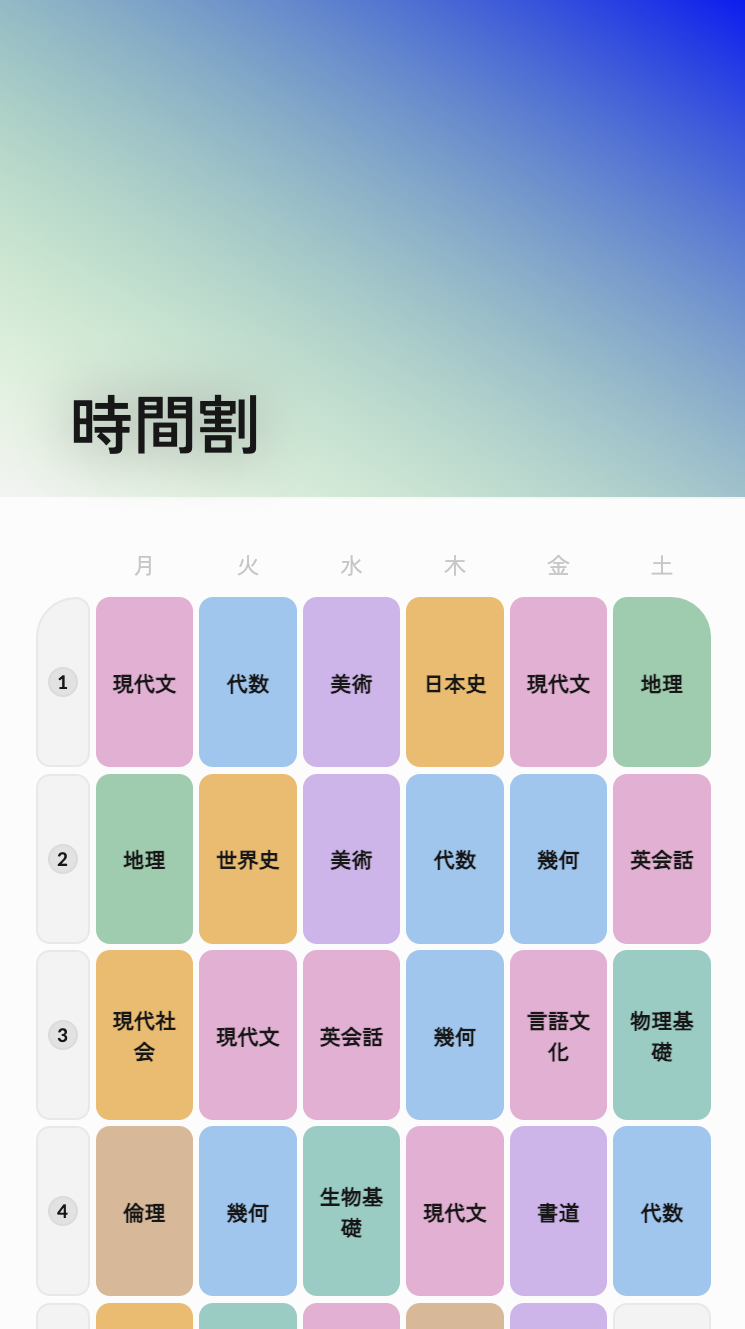 時間割
月 火 水 木 金 土
1 現代文 代数 美術 日本史 現代文 地理
2 地理 世界史 美術 代数 幾何 英会話
3 現代社会 現代文 英会話 幾何 言語文化 物理基礎
4 倫理 幾何 生物基礎 現代文 書道 代数